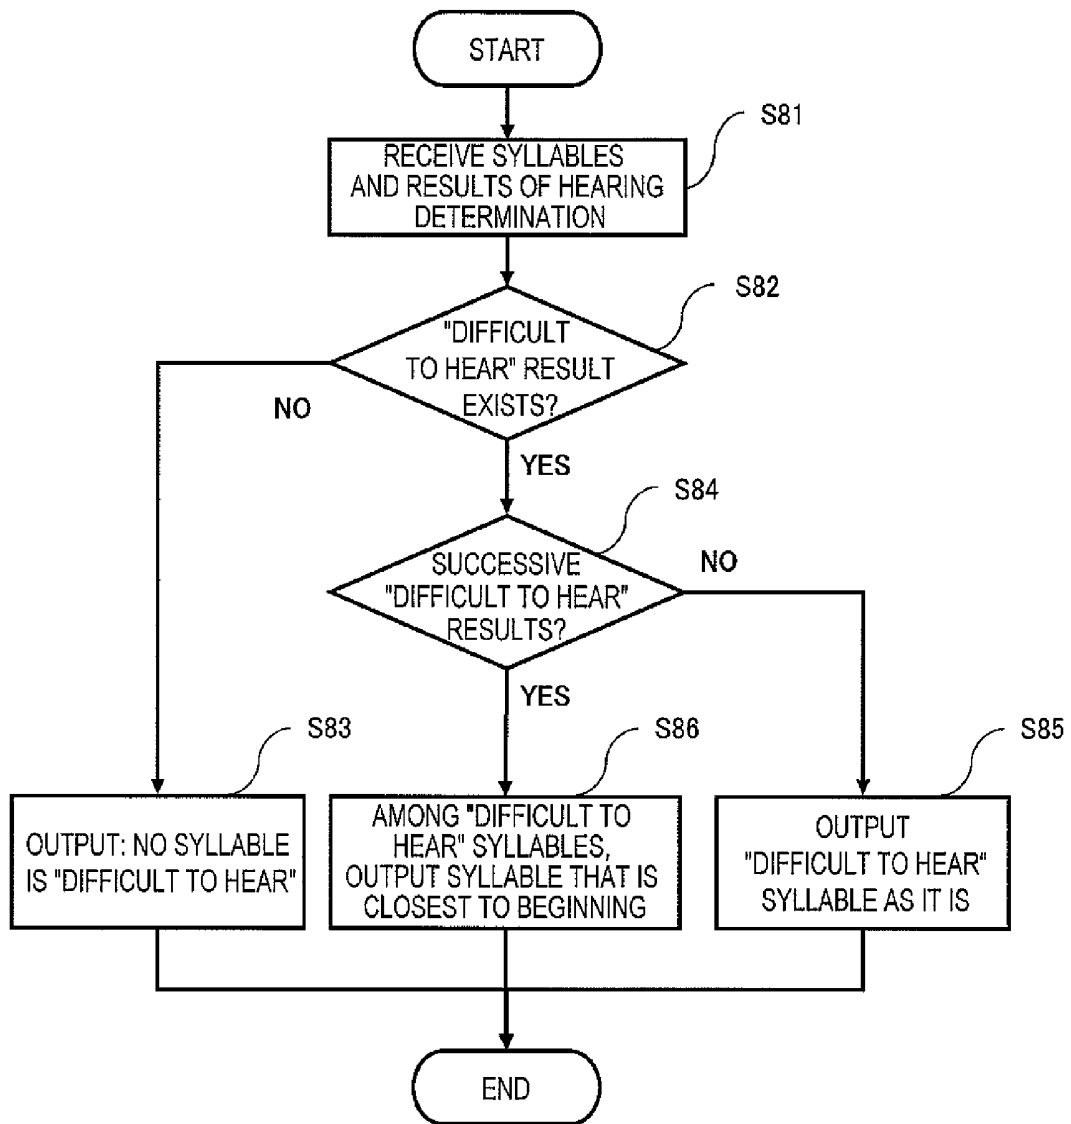 START
S81
RECEIVE SYLLABLES
AND RESULTS OF HEARING
DETERMINATION
S82
"DIFFICULT
TO HEAR" RESULT
EXISTS?
NO
YES
S84
SUCCESSIVE
"DIFFICULT TO HEAR"
RESULTS?
NO
YES
S83
OUTPUT: NO SYLLABLE
IS "DIFFICULT TO HEAR"
S86
AMONG "DIFFICULT TO
HEAR" SYLLABLES,
OUTPUT SYLLABLE THAT IS
CLOSEST TO BEGINNING
S85
OUTPUT
"DIFFICULT TO HEAR"
SYLLABLE AS IT IS
END